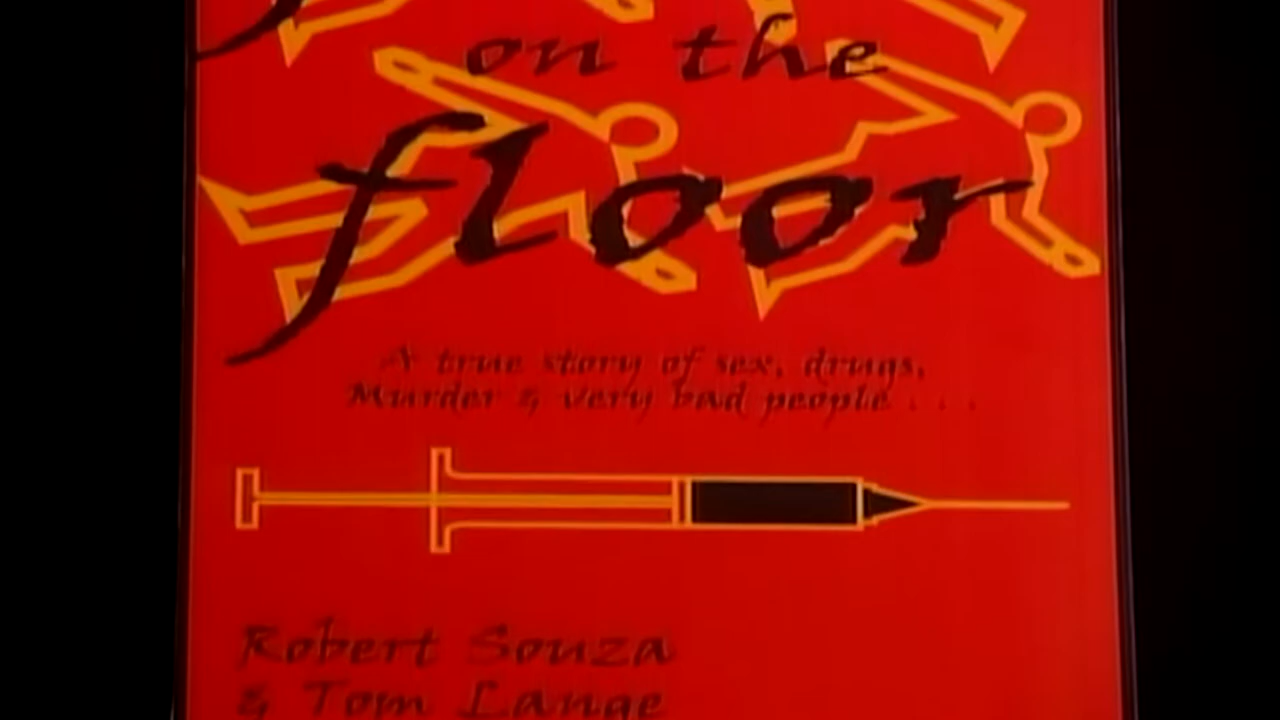 on the
floor
A true story of sex, drugs,
Murder & very bad people . . .
Robert Souza
& Tom Lange